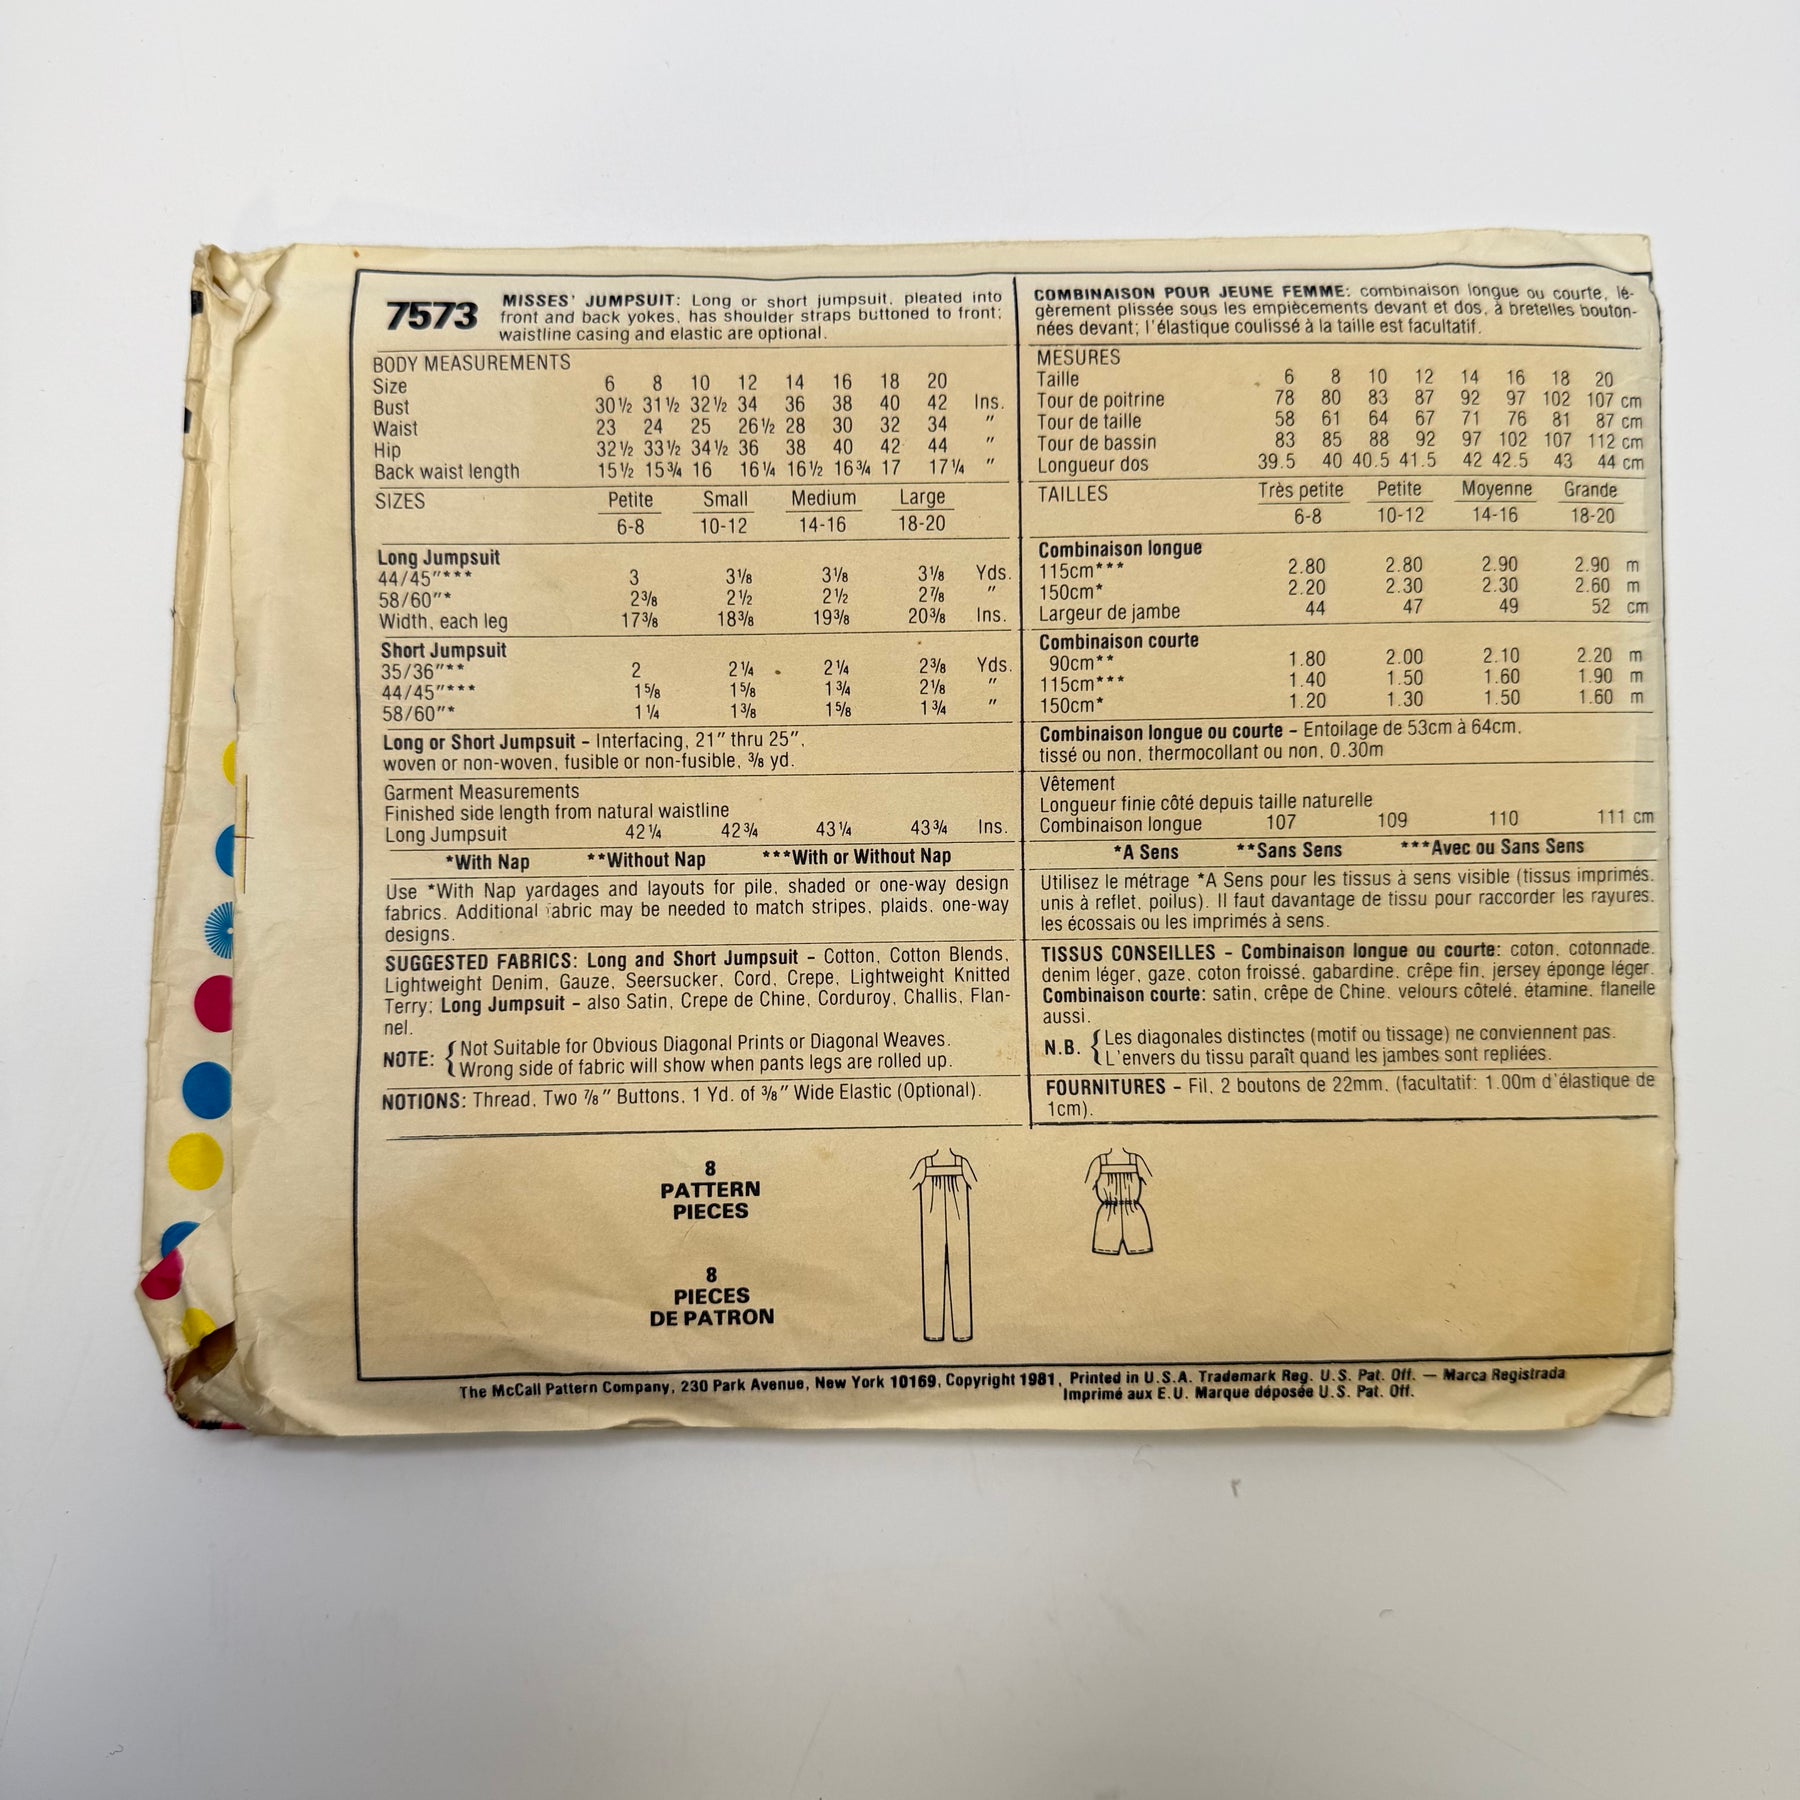 7573
MISSES' JUMPSUIT: Long or short jumpsuit, pleated into
front and back yokes, has shoulder straps buttoned to front;
waistline casing and elastic are optional.
BODY MEASUREMENTS
Size 6 8 10 12 14 16 18 20
Bust 30½ 31½ 32½ 34 36 38 40 42 Ins.
Waist 23 24 25 26½ 28 30 32 34 "
Hip 32½ 33½ 34½ 36 38 40 42 44 "
Back waist length 15½ 15¾ 16 16¼ 16½ 16¾ 17 17¼ "
SIZES Petite Small Medium Large
6-8 10-12 14-16 18-20
Long Jumpsuit
44/45"*** 3 3⅛ 3⅛ 3⅛ Yds.
58/60"* 2⅜ 2½ 2½ 2⅞ "
Width, each leg 17⅜ 18⅜ 19⅜ 20⅜ Ins.
Short Jumpsuit
35/36"** 2 2¼ 2¼ 2⅜ Yds.
44/45"*** 1⅝ 1⅝ 1¾ 2⅛ "
58/60"* 1¼ 1⅜ 1⅝ 1¾ "
Long or Short Jumpsuit – Interfacing, 21" thru 25",
woven or non-woven, fusible or non-fusible, ⅜ yd.
Garment Measurements
Finished side length from natural waistline
Long Jumpsuit 42¼ 42¾ 43¼ 43¾ Ins.
*With Nap **Without Nap ***With or Without Nap
Use *With Nap yardages and layouts for pile, shaded or one-way design
fabrics. Additional fabric may be needed to match stripes, plaids, one-way
designs.
SUGGESTED FABRICS: Long and Short Jumpsuit – Cotton, Cotton Blends,
Lightweight Denim, Gauze, Seersucker, Cord, Crepe, Lightweight Knitted
Terry; Long Jumpsuit – also Satin, Crepe de Chine, Corduroy, Challis, Flan-
nel.
NOTE: { Not Suitable for Obvious Diagonal Prints or Diagonal Weaves.
Wrong side of fabric will show when pants legs are rolled up.
NOTIONS: Thread, Two ⅞" Buttons, 1 Yd. of ⅜" Wide Elastic (Optional).
COMBINAISON POUR JEUNE FEMME: combinaison longue ou courte, lé-
gèrement plissée sous les empiècements devant et dos, à bretelles bouton-
nées devant; l'élastique coulissé à la taille est facultatif.
MESURES
Taille 6 8 10 12 14 16 18 20
Tour de poitrine 78 80 83 87 92 97 102 107 cm
Tour de taille 58 61 64 67 71 76 81 87 cm
Tour de bassin 83 85 88 92 97 102 107 112 cm
Longueur dos 39.5 40 40.5 41.5 42 42.5 43 44 cm
TAILLES Très petite Petite Moyenne Grande
6-8 10-12 14-16 18-20
Combinaison longue
115cm*** 2.80 2.80 2.90 2.90 m
150cm* 2.20 2.30 2.30 2.60 m
Largeur de jambe 44 47 49 52 cm
Combinaison courte
90cm** 1.80 2.00 2.10 2.20 m
115cm*** 1.40 1.50 1.60 1.90 m
150cm* 1.20 1.30 1.50 1.60 m
Combinaison longue ou courte – Entoilage de 53cm à 64cm,
tissé ou non, thermocollant ou non, 0.30m
Vêtement
Longueur finie côté depuis taille naturelle
Combinaison longue 107 109 110 111 cm
*A Sens **Sans Sens ***Avec ou Sans Sens
Utilisez le métrage *A Sens pour les tissus à sens visible (tissus imprimés,
unis à reflet, poilus). Il faut davantage de tissu pour raccorder les rayures,
les écossais ou les imprimés à sens.
TISSUS CONSEILLES – Combinaison longue ou courte: coton, cotonnade,
denim léger, gaze, coton froissé, gabardine, crêpe fin, jersey éponge léger.
Combinaison courte: satin, crêpe de Chine, velours côtelé, étamine, flanelle
aussi.
N.B. { Les diagonales distinctes (motif ou tissage) ne conviennent pas.
L'envers du tissu paraît quand les jambes sont repliées.
FOURNITURES – Fil, 2 boutons de 22mm, (facultatif: 1.00m d'élastique de
1cm).
8
PATTERN
PIECES
8
PIECES
DE PATRON
The McCall Pattern Company, 230 Park Avenue, New York 10169, Copyright 1981, Printed in U.S.A. Trademark Reg. U.S. Pat. Off. — Marca Registrada
Imprimé aux E.U. Marque déposée U.S. Pat. Off.